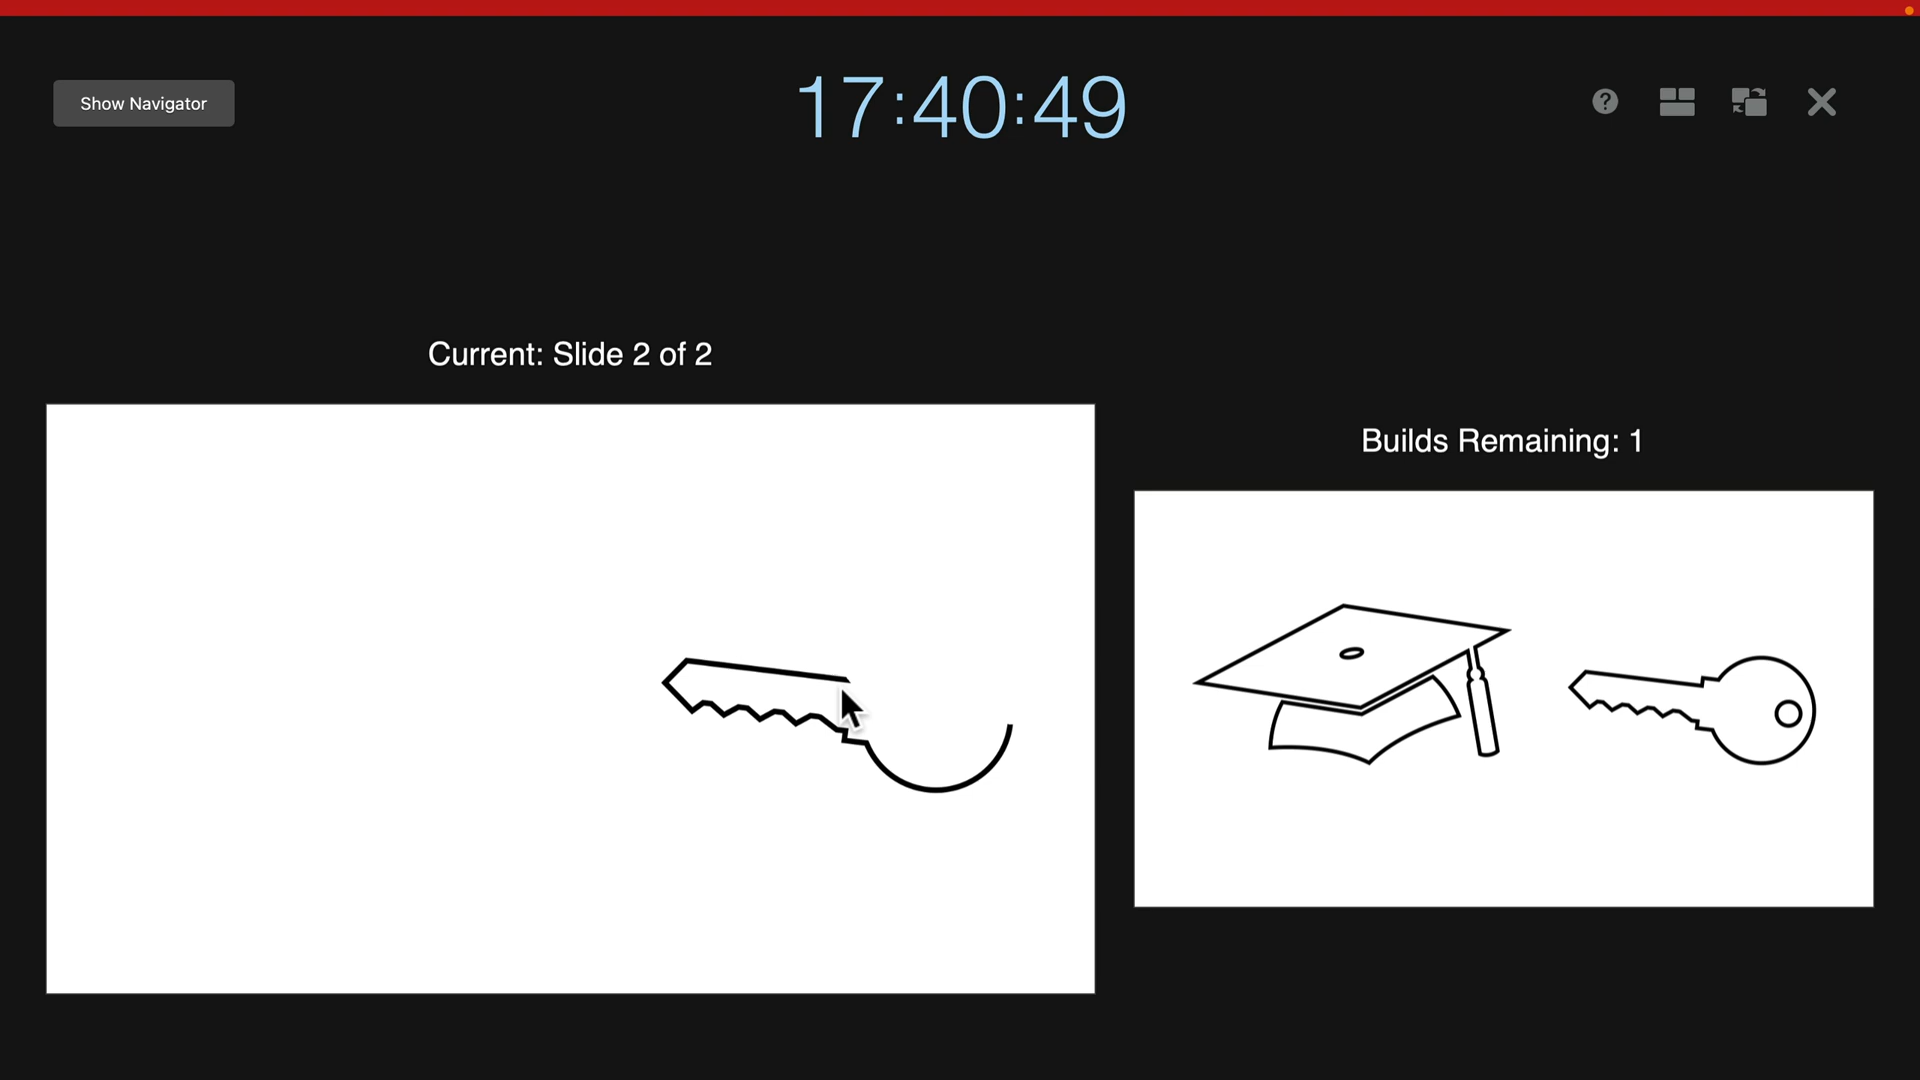 Show Navigator
17:40:49
?
Current: Slide 2 of 2
Builds Remaining: 1